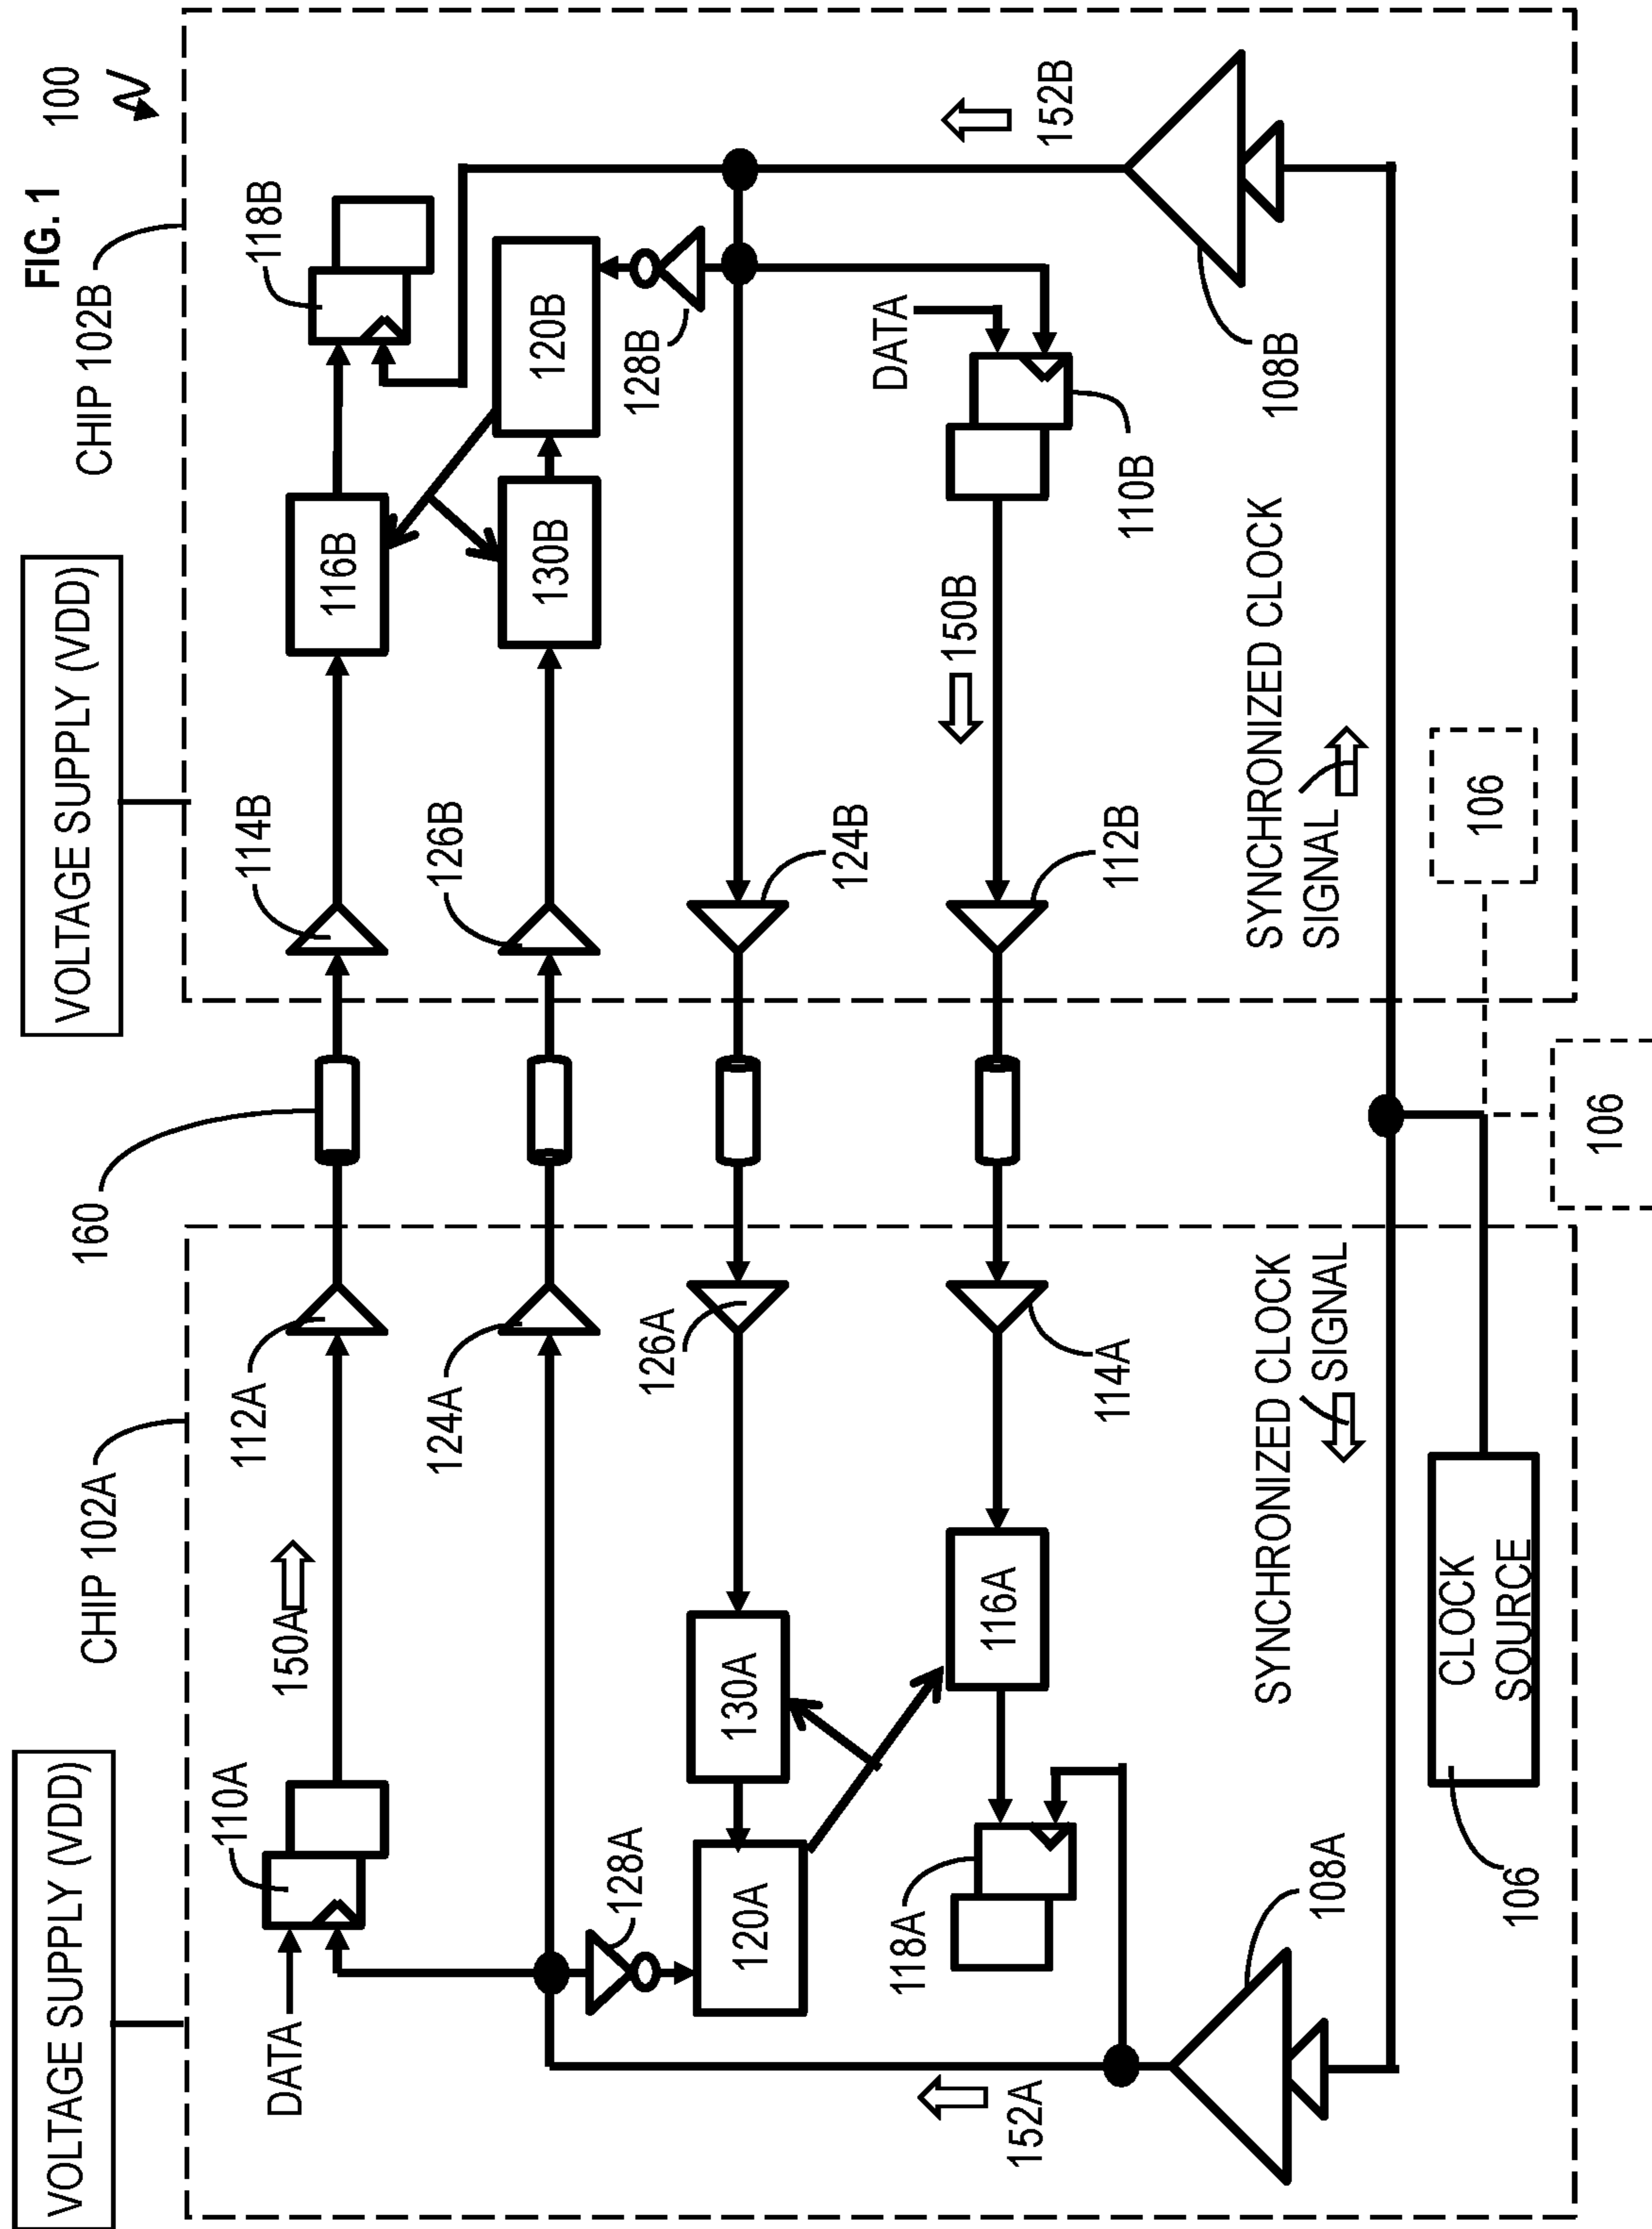 FIG. 1
100
VOLTAGE SUPPLY (VDD)
VOLTAGE SUPPLY (VDD)
CHIP 102A
160
CHIP 102B
110A
150A
112A
114B
116B
118B
DATA
124A
126B
130B
120B
128A
128B
120A
130A
126A
124B
DATA
118A
116A
114A
112B
150B
110B
152A
152B
108A
108B
SYNCHRONIZED CLOCK
SIGNAL
SYNCHRONIZED CLOCK
SIGNAL
CLOCK
SOURCE
106
106
106